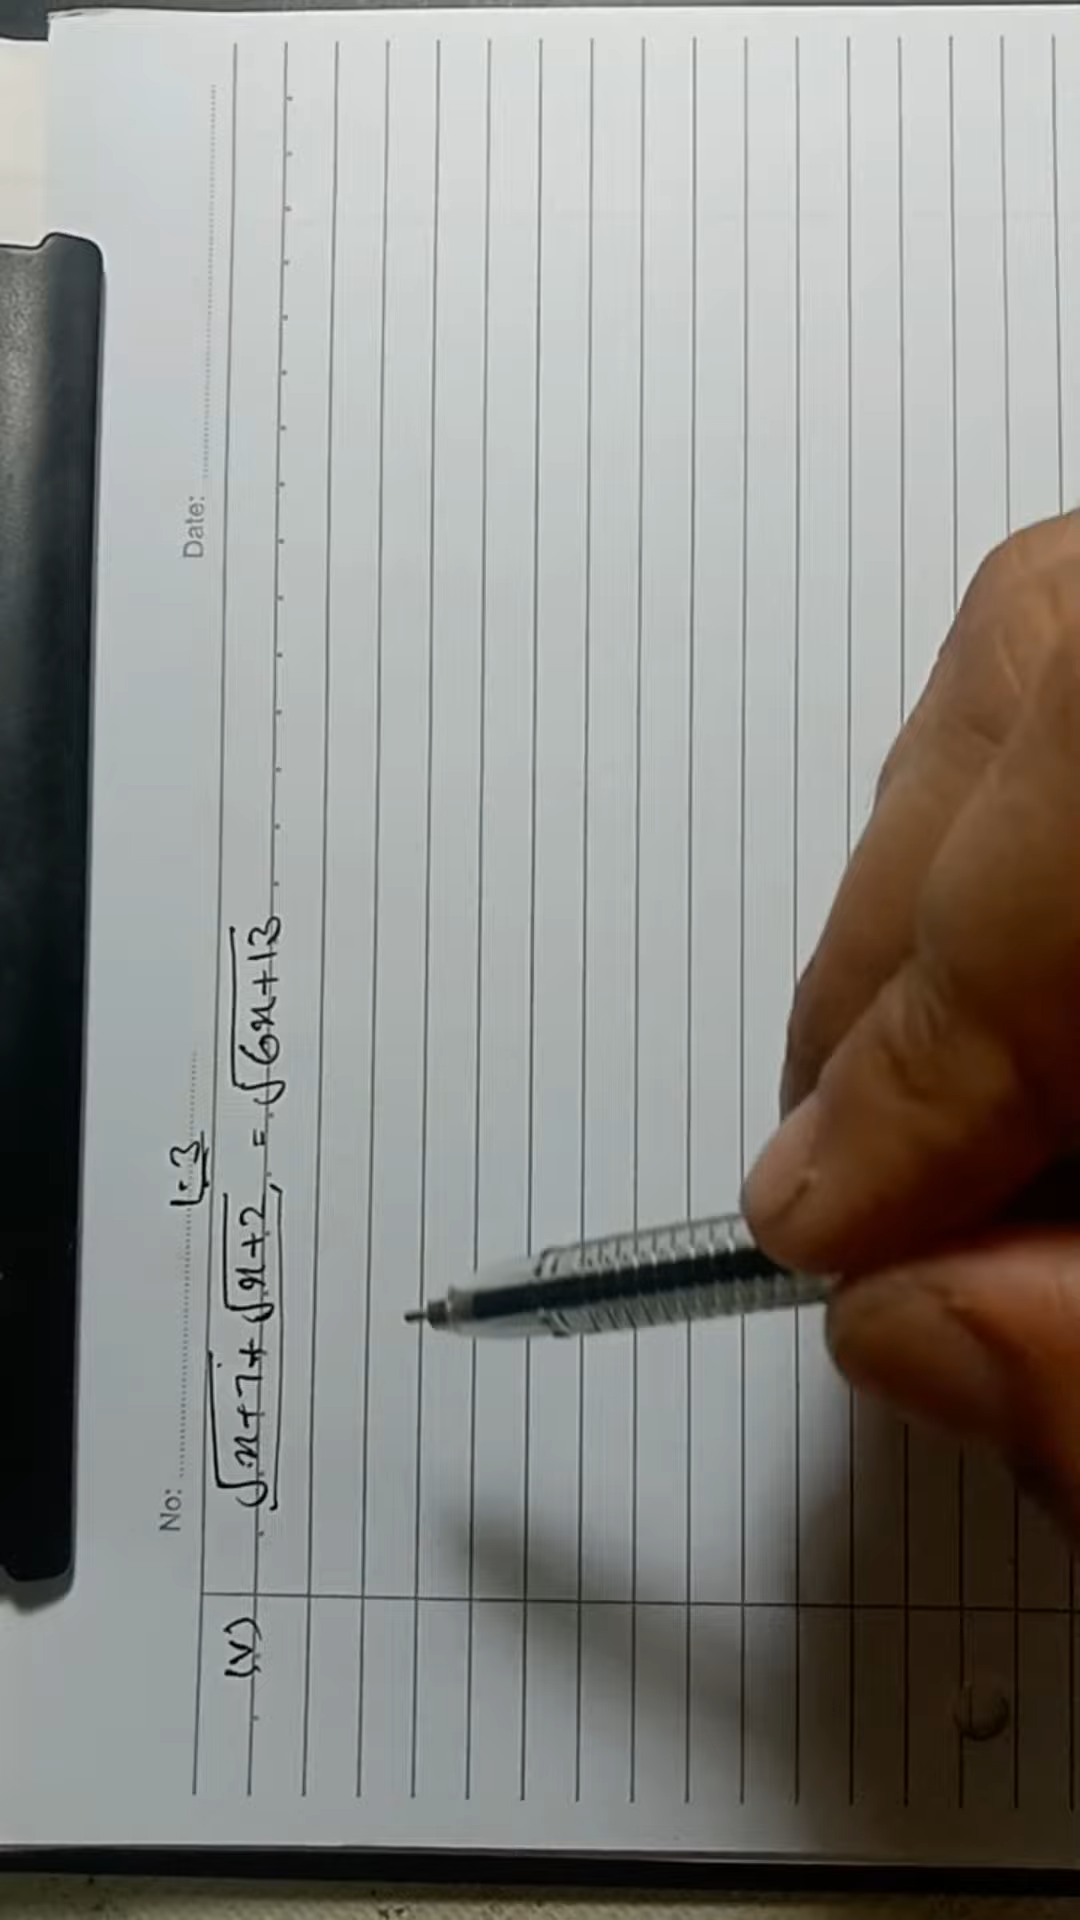 No: 1.3 Date:
(V) √x+7 + √x+2 = √6x+13